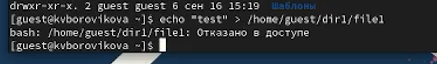 drwxr-xr-x. 2 guest guest 6 сен 16 15:19 Шаблоны
[guest@kvborovikova ~]$ echo "test" > /home/guest/dir1/file1
bash: /home/guest/dir1/file1: Отказано в доступе
[guest@kvborovikova ~]$